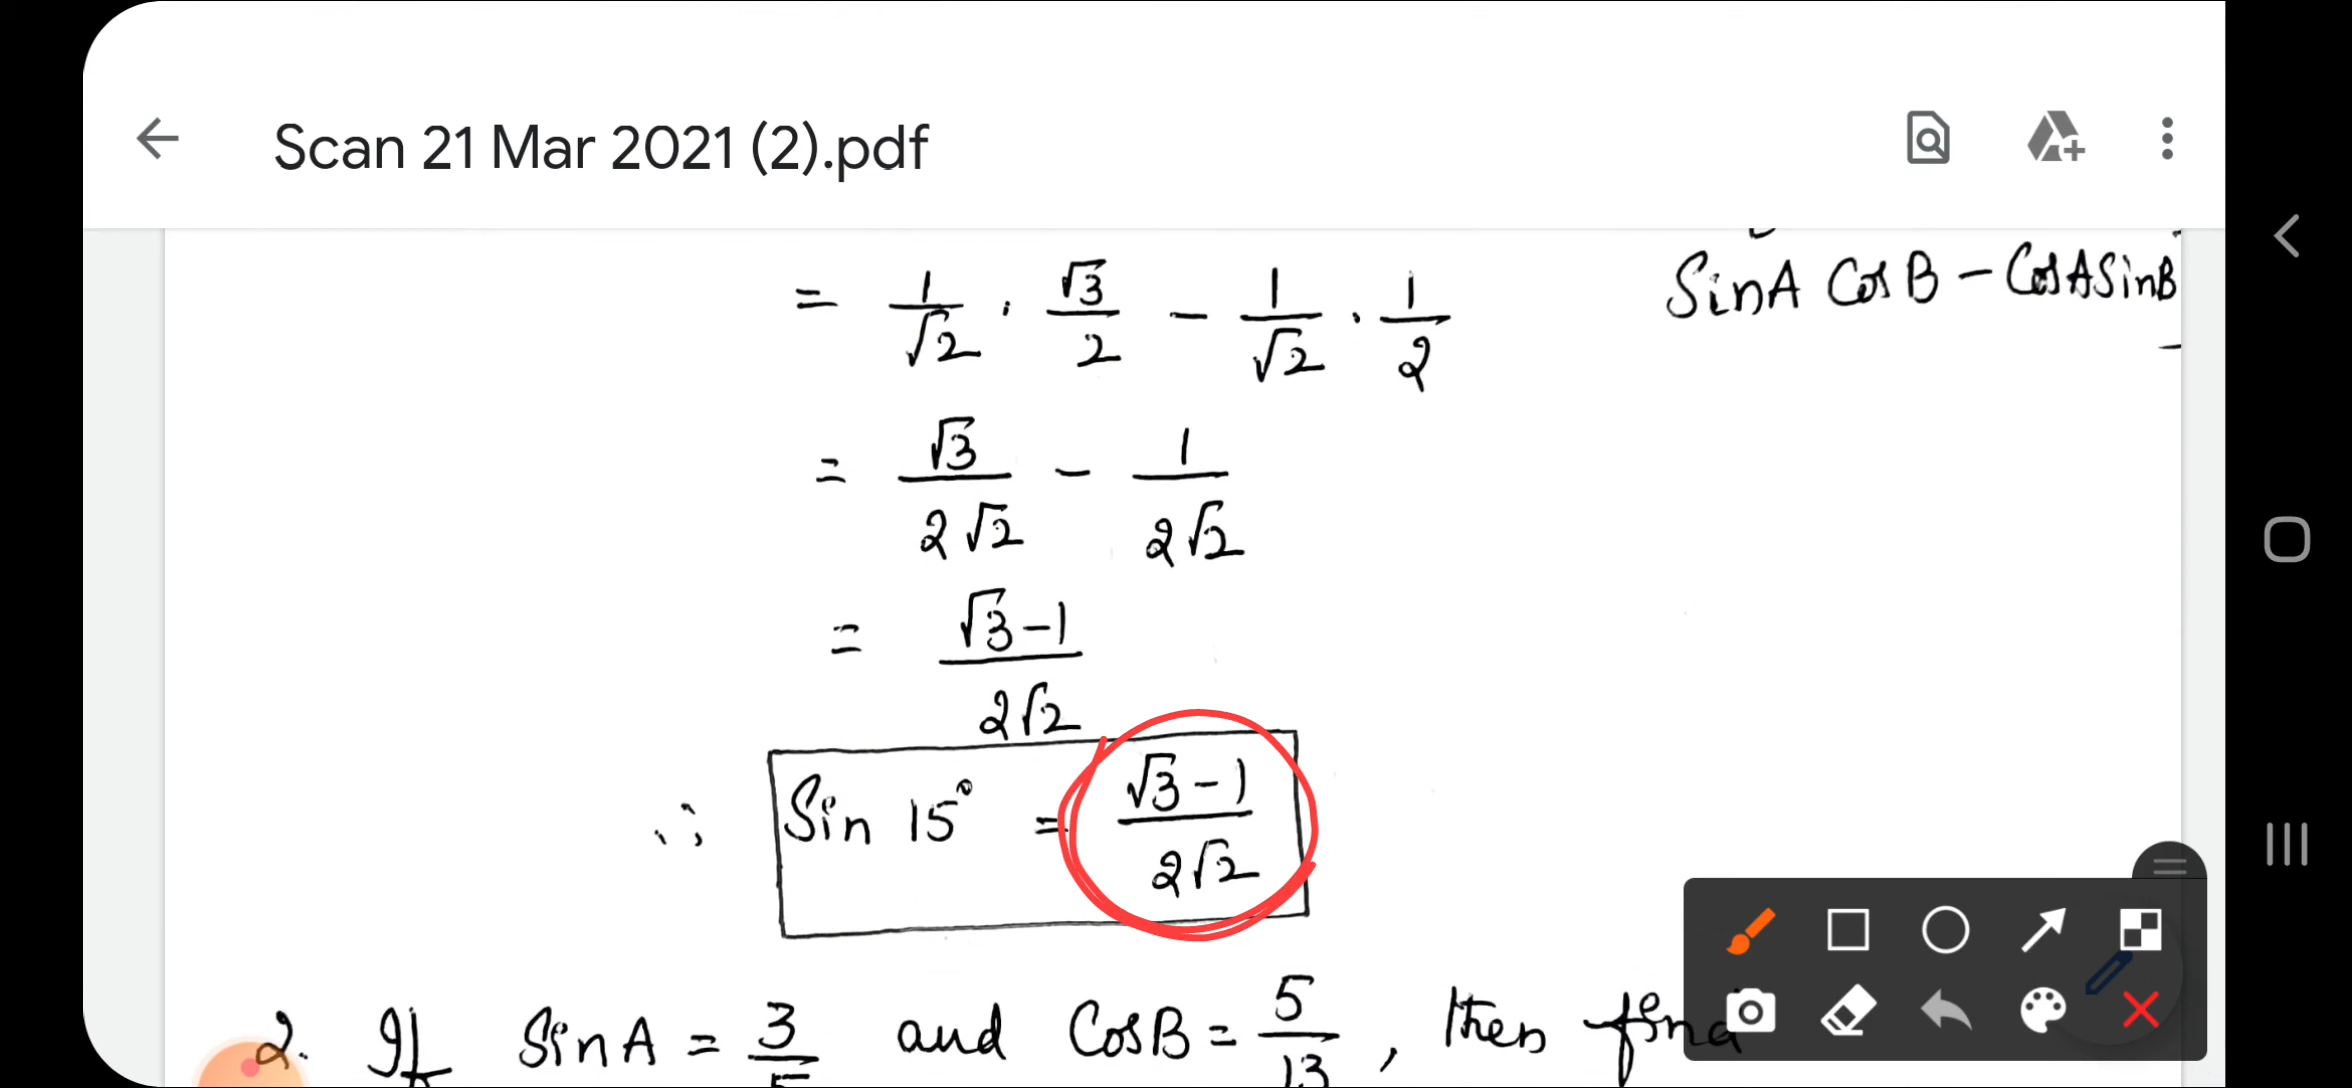 Scan 21 Mar 2021 (2).pdf
= 1/√2 . √3/2 - 1/√2 . 1/2
SinA CosB - CosASinB
= √3/2√2 - 1/2√2
= √3-1/2√2
∴ Sin 15° = √3-1/2√2
2. If SinA = 3/5 and CosB = 5/13, then find